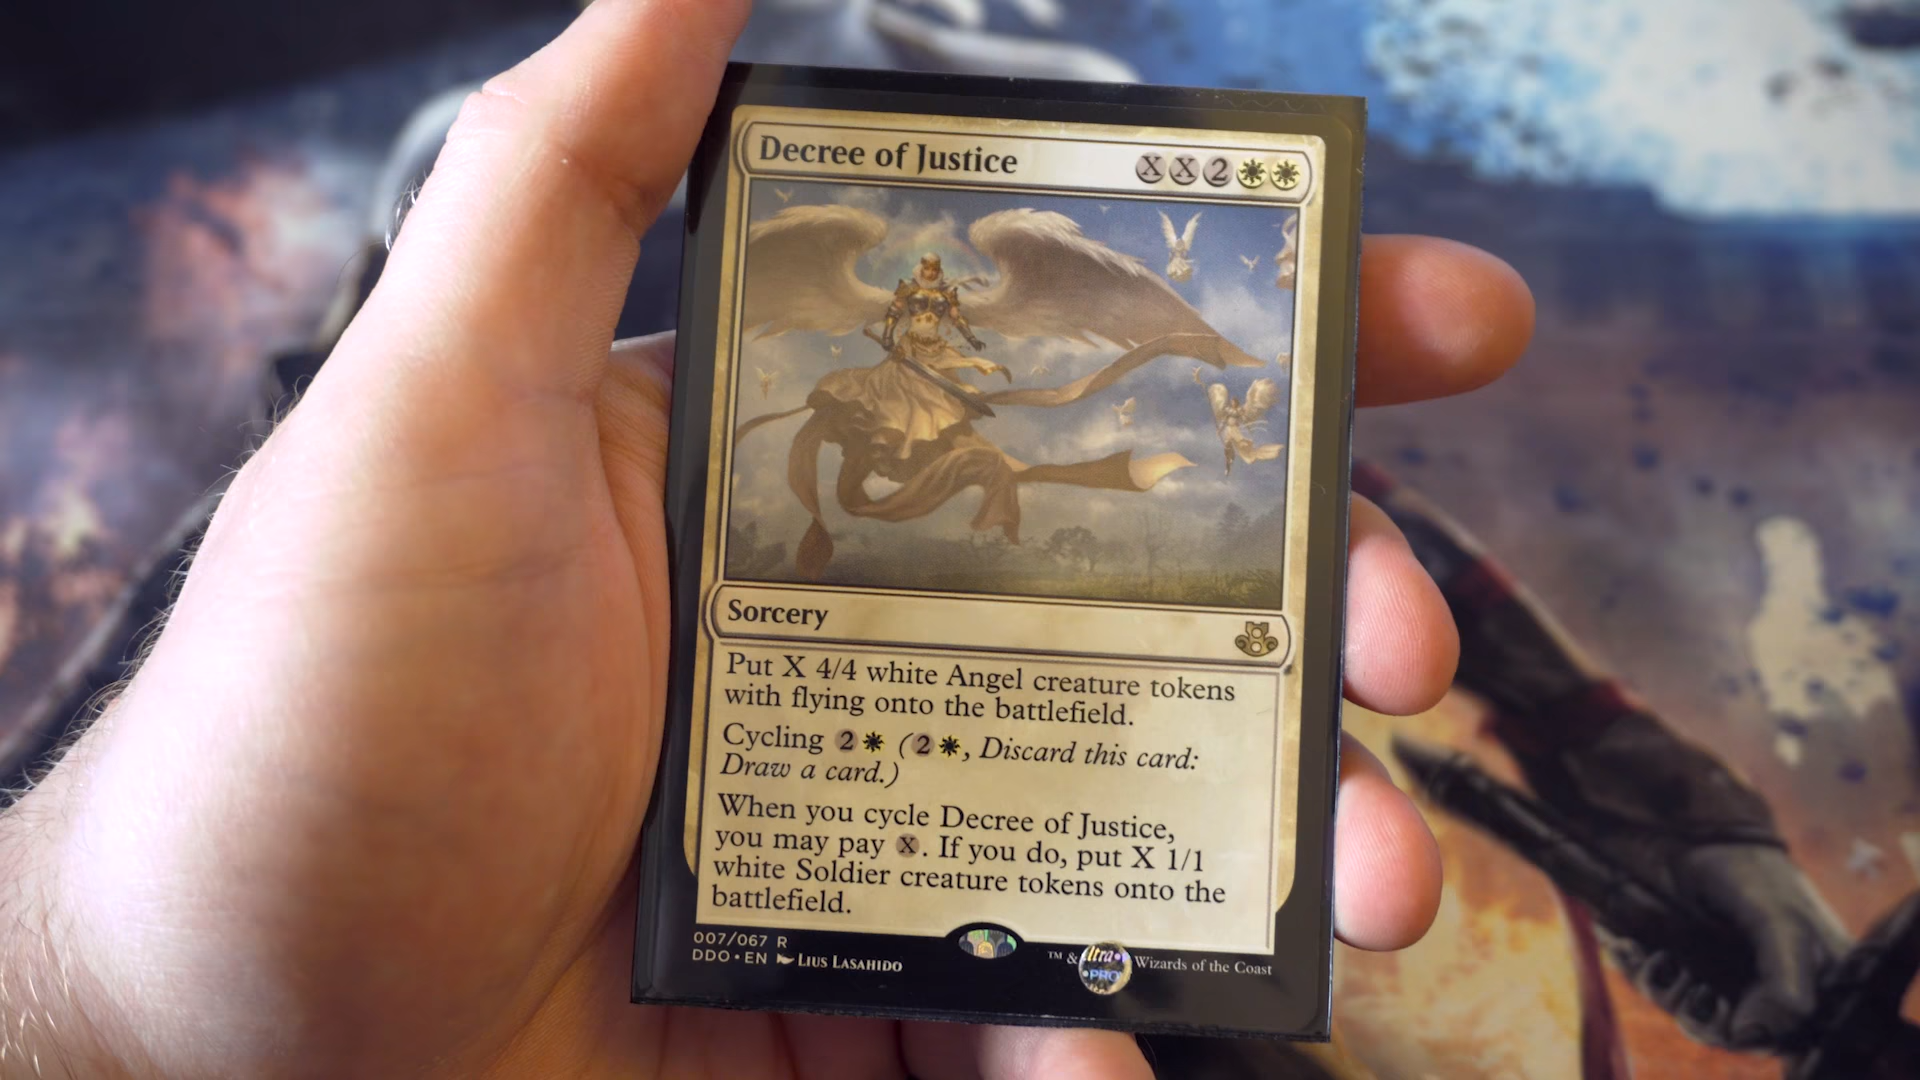 Decree of Justice X X 2
Sorcery
Put X 4/4 white Angel creature tokens
with flying onto the battlefield.
Cycling 2 (2, Discard this card:
Draw a card.)
When you cycle Decree of Justice,
you may pay X. If you do, put X 1/1
white Soldier creature tokens onto the
battlefield.
007/067 R
DDO • EN Lius Lasahido
™ & Wizards of the Coast
Ultra•
•PRO